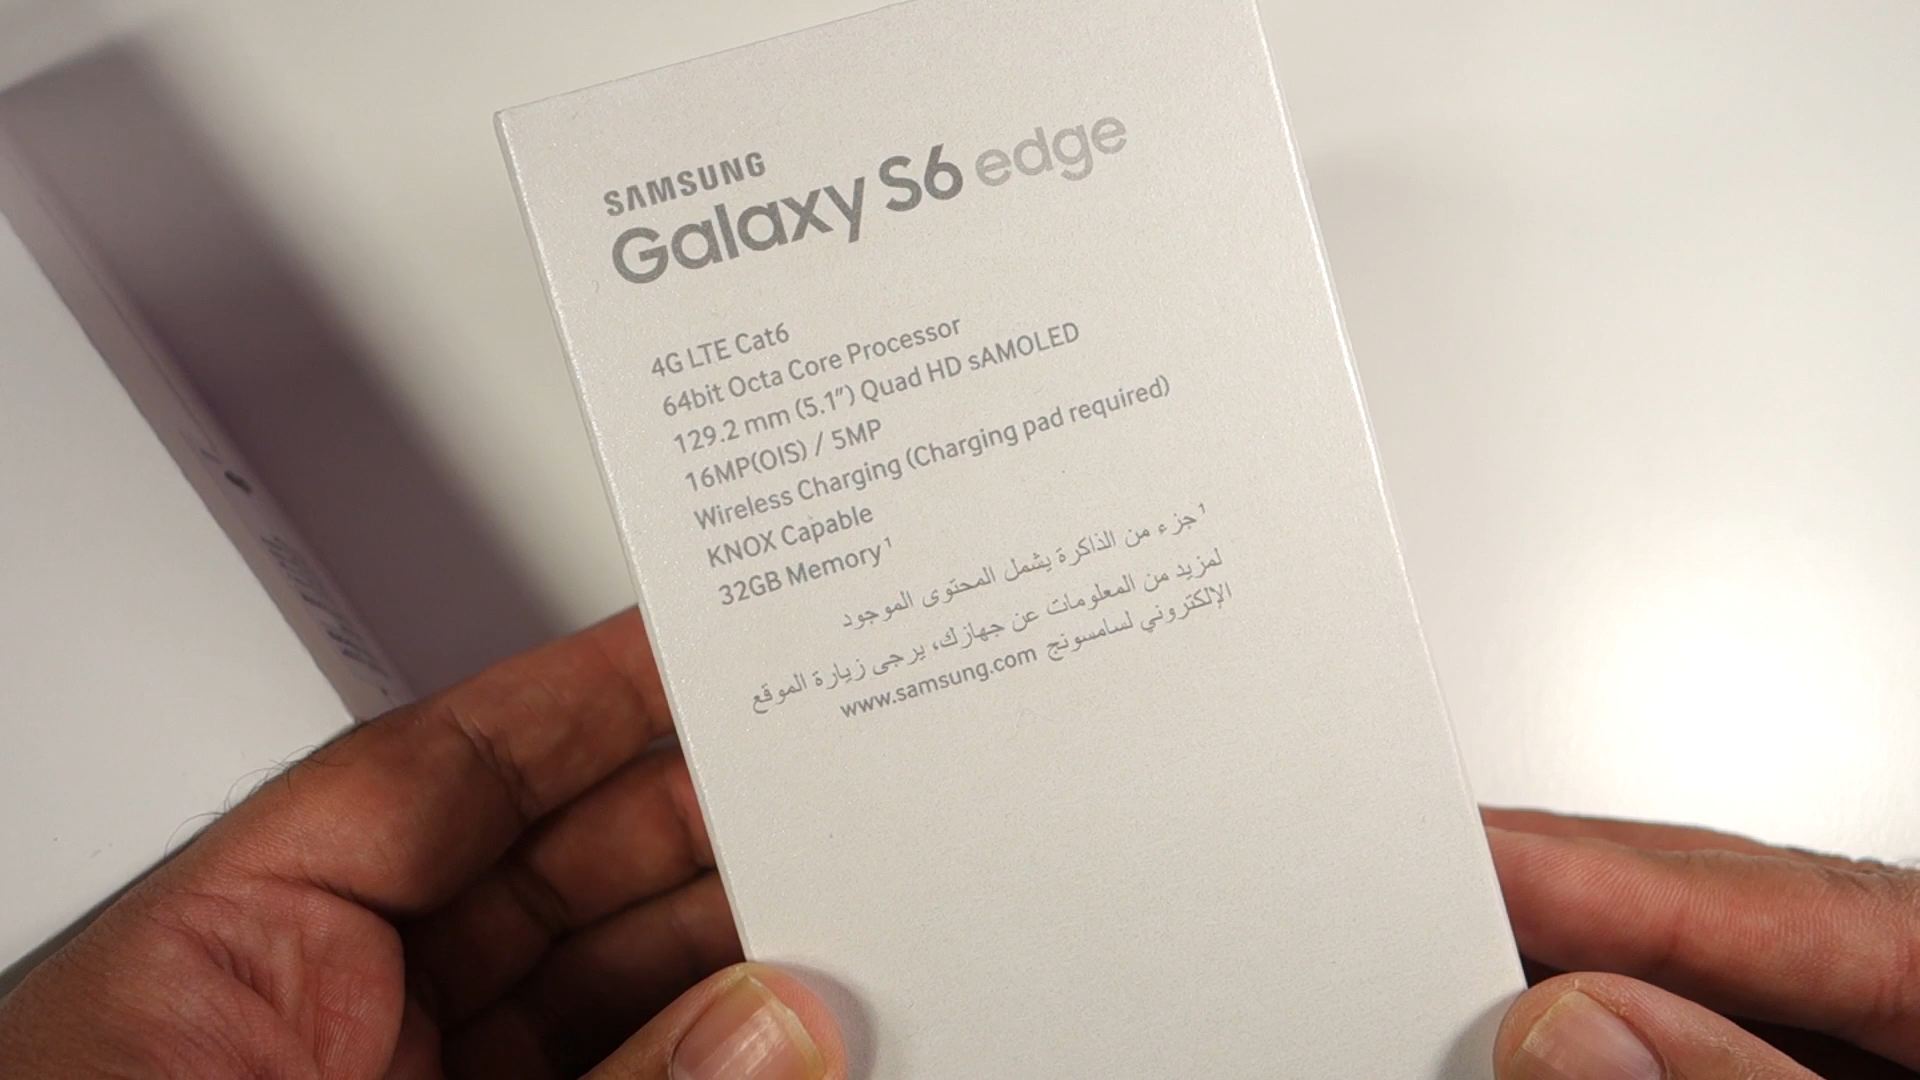 SAMSUNG
Galaxy S6 edge
4G LTE Cat6
64bit Octa Core Processor
129.2 mm (5.1") Quad HD sAMOLED
16MP(OIS) / 5MP
Wireless Charging (Charging pad required)
KNOX Capable
32GB Memory¹
¹جزء من الذاكرة يشمل المحتوى الموجود
لمزيد من المعلومات عن جهازك، يرجى زيارة الموقع
الإلكتروني لسامسونج www.samsung.com